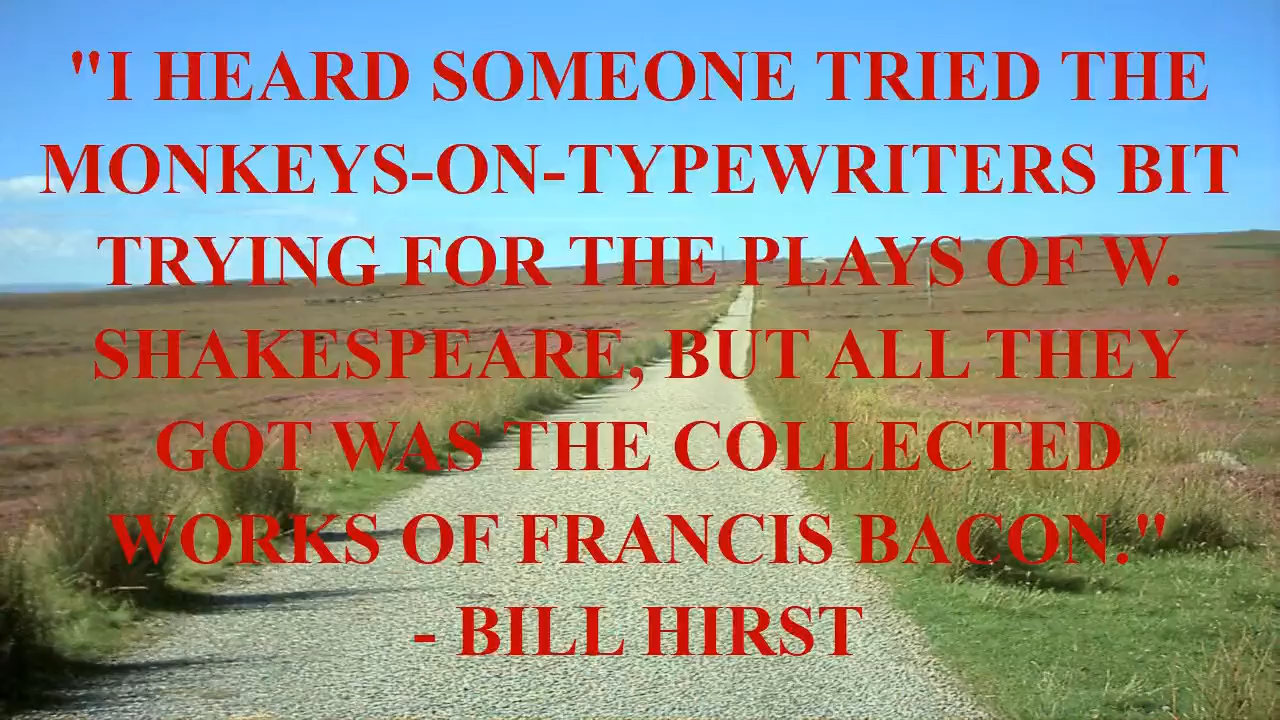 "I HEARD SOMEONE TRIED THE
MONKEYS-ON-TYPEWRITERS BIT
TRYING FOR THE PLAYS OF W.
SHAKESPEARE, BUT ALL THEY
GOT WAS THE COLLECTED
WORKS OF FRANCIS BACON."
- BILL HIRST